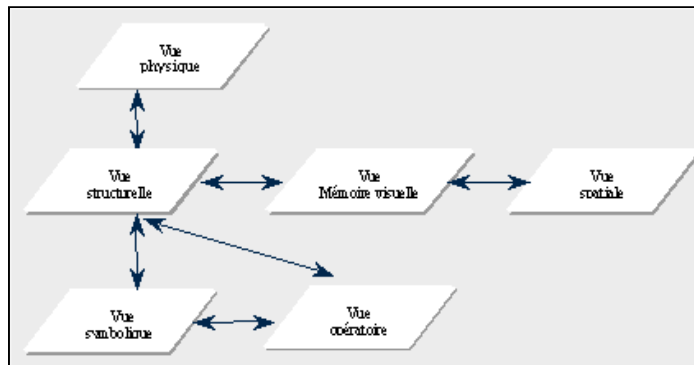 Vue
physique
Vue
structurelle
Vue
Mémoire visuelle
Vue
spatiale
Vue
symbolique
Vue
opératoire